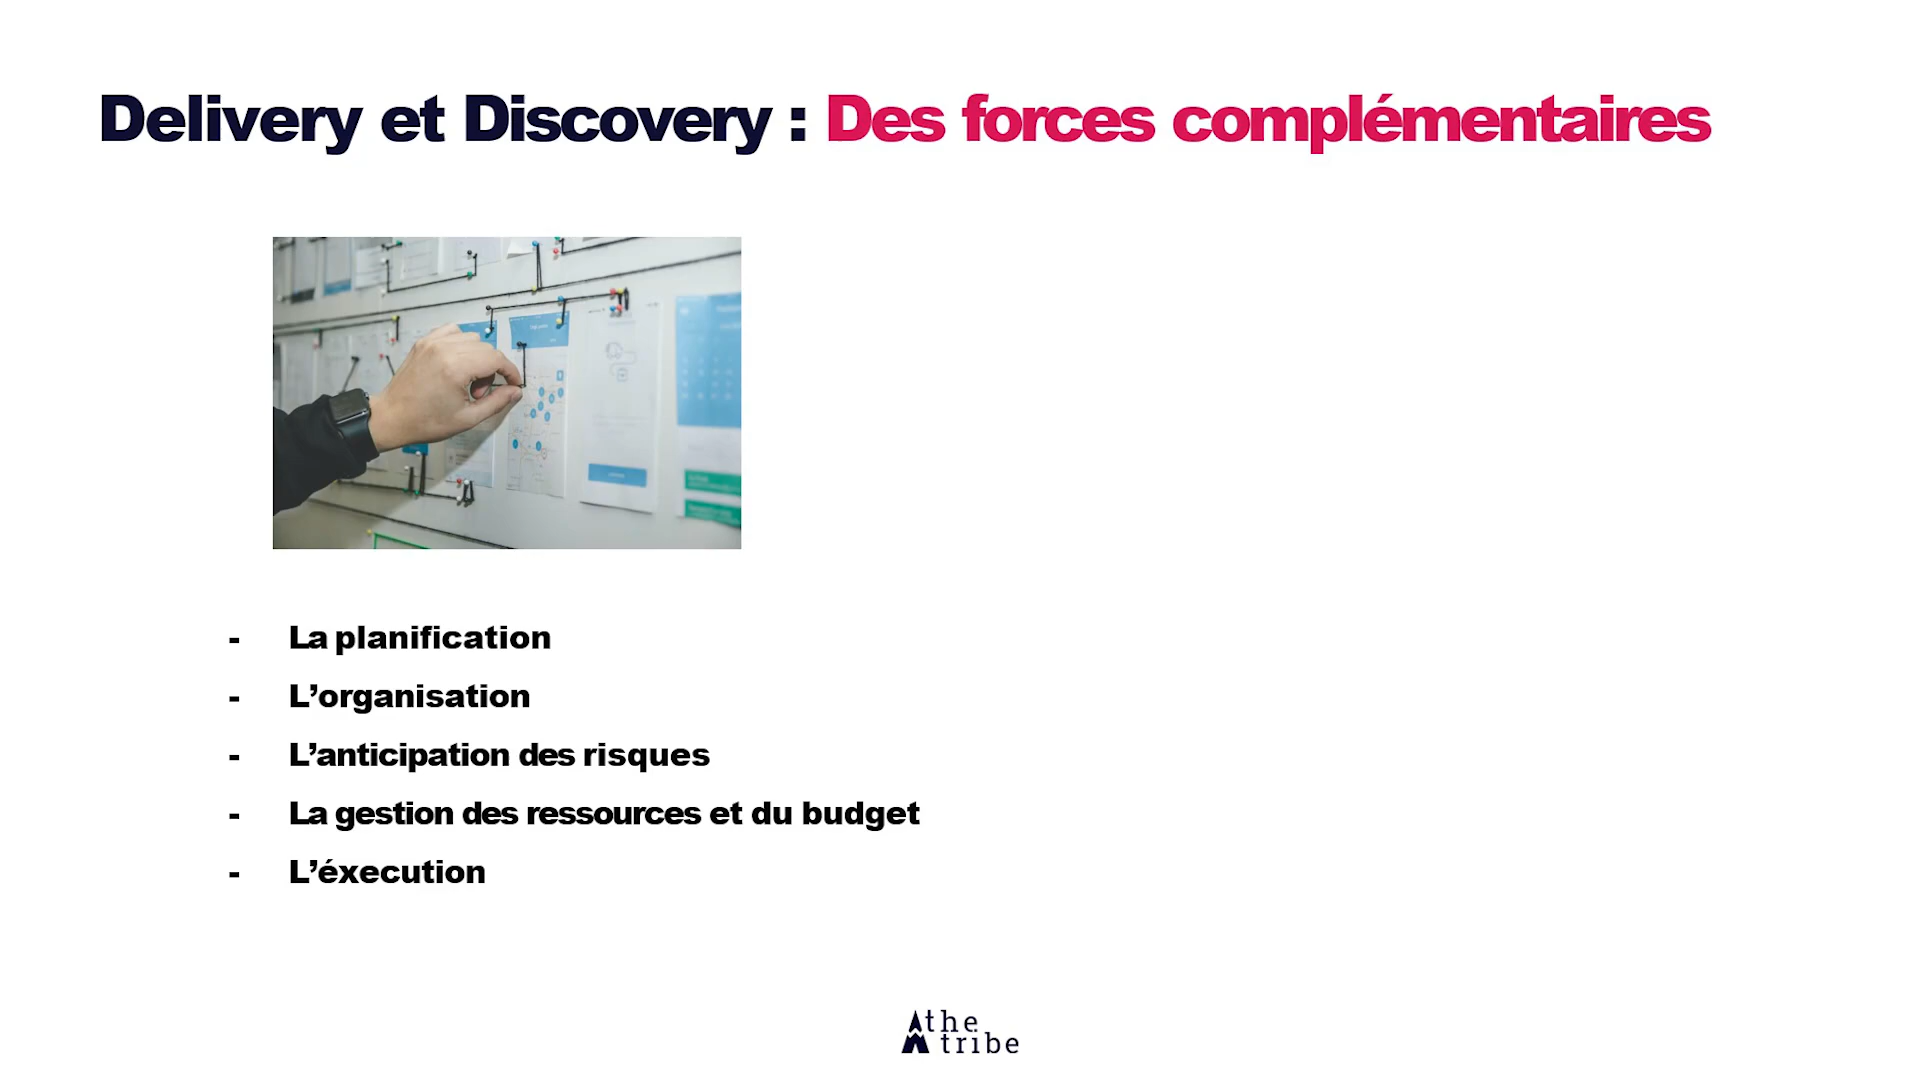 Delivery et Discovery : Des forces complémentaires
- La planification
- L’organisation
- L’anticipation des risques
- La gestion des ressources et du budget
- L’éxecution
the
tribe